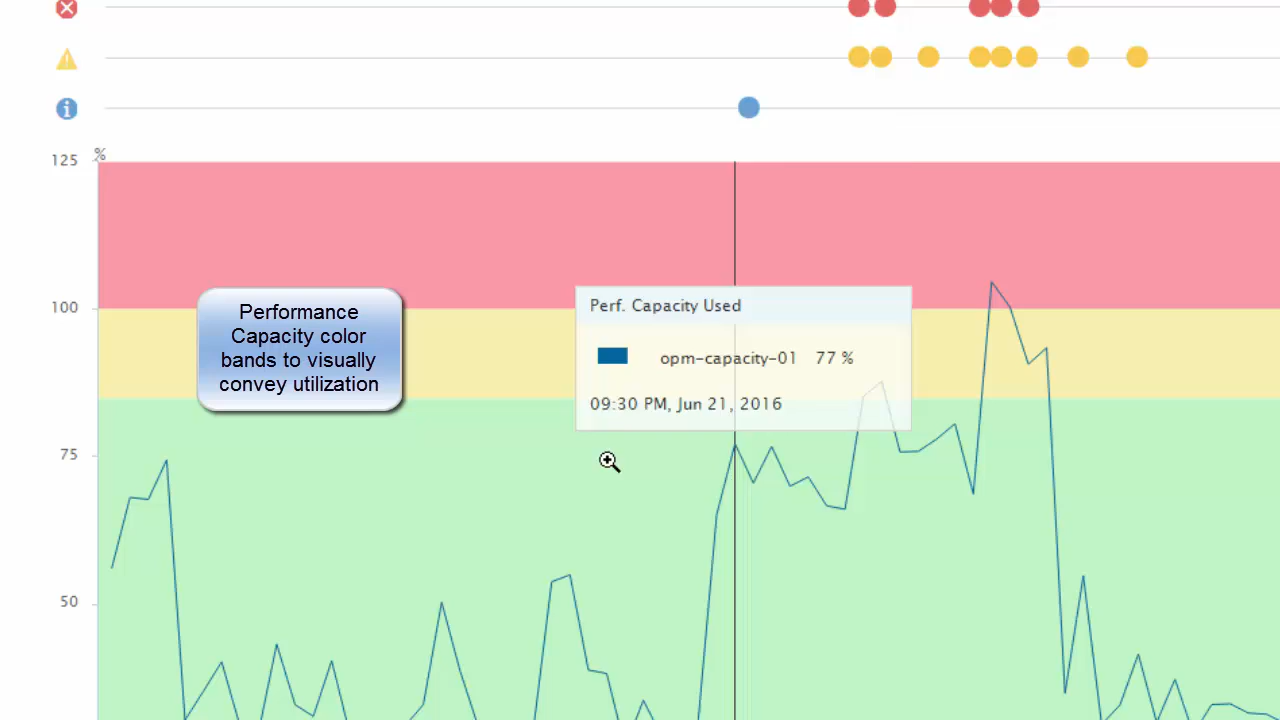 125 %
100
75
50
Performance
Capacity color
bands to visually
convey utilization
Perf. Capacity Used
opm-capacity-01 77 %
09:30 PM, Jun 21, 2016